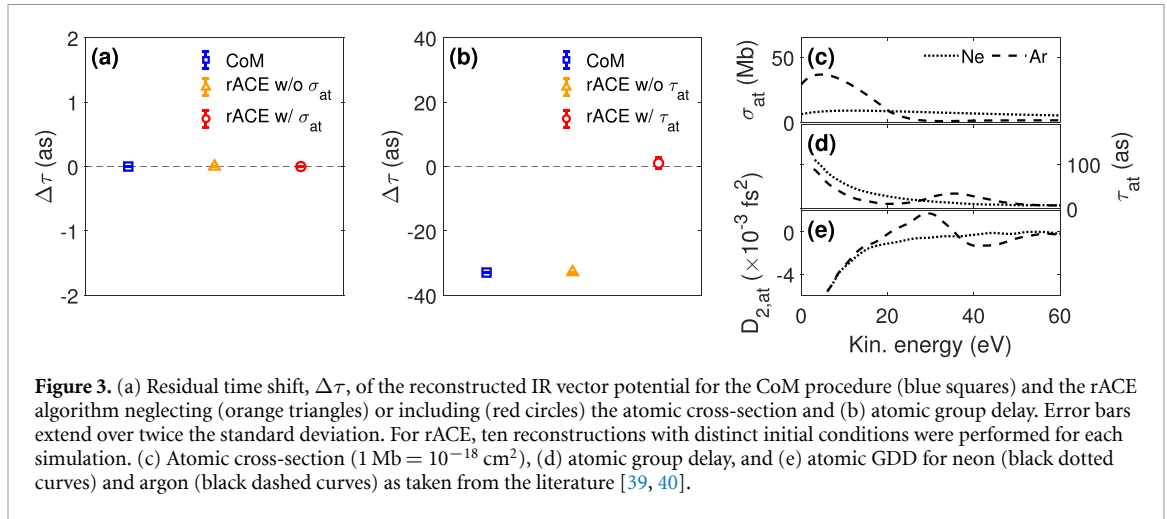 (a)
CoM
rACE w/o σat
rACE w/ σat
2
1
0
-1
-2
Δτ (as)
(b)
CoM
rACE w/o τat
rACE w/ τat
40
20
0
-20
-40
Δτ (as)
(c)
Ne
Ar
50
0
σat (Mb)
(d)
100
0
τat (as)
(e)
0
-4
D2,at (×10-3 fs2)
0 20 40 60
Kin. energy (eV)
Figure 3. (a) Residual time shift, Δτ, of the reconstructed IR vector potential for the CoM procedure (blue squares) and the rACE
algorithm neglecting (orange triangles) or including (red circles) the atomic cross-section and (b) atomic group delay. Error bars
extend over twice the standard deviation. For rACE, ten reconstructions with distinct initial conditions were performed for each
simulation. (c) Atomic cross-section (1 Mb = 10−18 cm2), (d) atomic group delay, and (e) atomic GDD for neon (black dotted
curves) and argon (black dashed curves) as taken from the literature [39, 40].